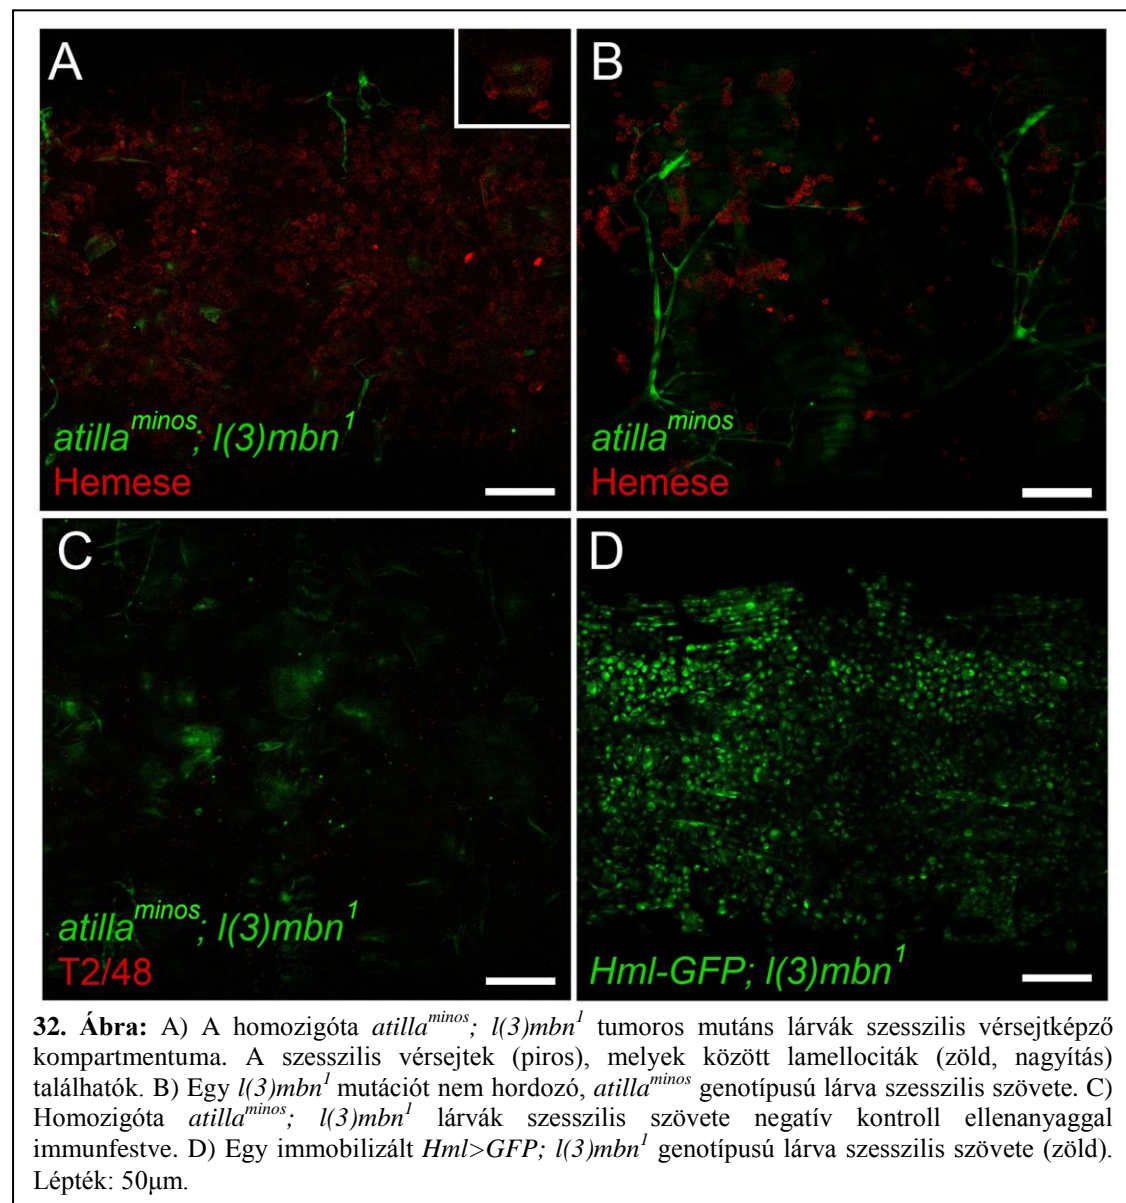 A
B
atilla^minos; l(3)mbn^1
Hemese
atilla^minos
Hemese
C
D
atilla^minos; l(3)mbn^1
T2/48
Hml-GFP; l(3)mbn^1
32. Ábra: A) A homozigóta atilla^minos; l(3)mbn^1 tumoros mutáns lárvák szesszilis vérsejtképző
kompartmentuma. A szesszilis vérsejtek (piros), melyek között lamellociták (zöld, nagyítás)
találhatók. B) Egy l(3)mbn^1 mutációt nem hordozó, atilla^minos genotípusú lárva szesszilis szövete. C)
Homozigóta atilla^minos; l(3)mbn^1 lárvák szesszilis szövete negatív kontroll ellenanyaggal
immunfestve. D) Egy immobilizált Hml>GFP; l(3)mbn^1 genotípusú lárva szesszilis szövete (zöld).
Lépték: 50μm.